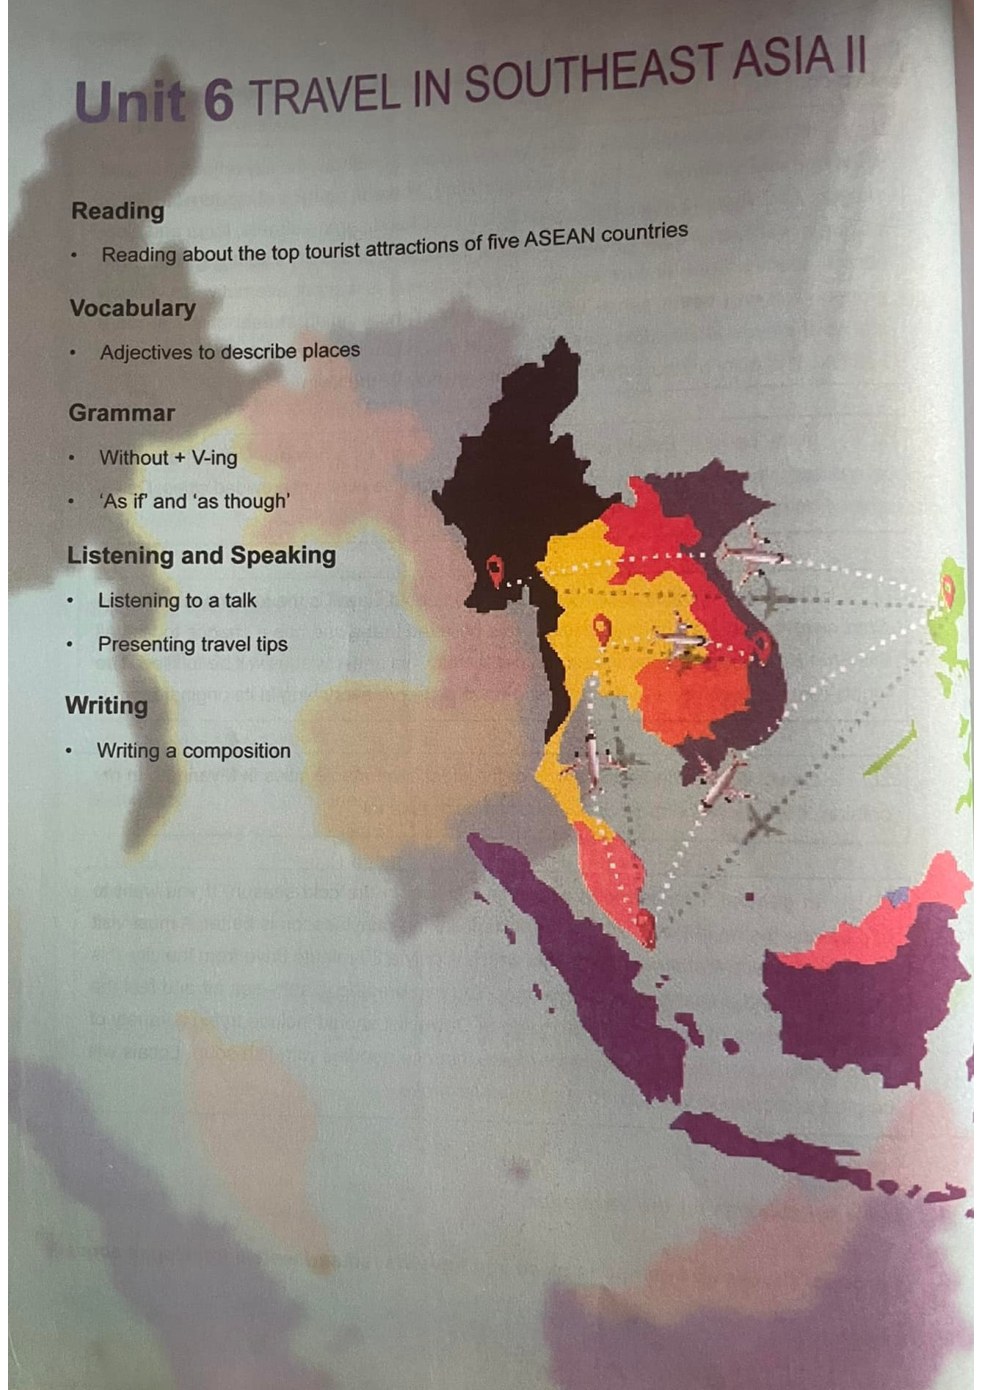 Unit 6 TRAVEL IN SOUTHEAST ASIA II
Reading
• Reading about the top tourist attractions of five ASEAN countries
Vocabulary
• Adjectives to describe places
Grammar
• Without + V-ing
• ‘As if’ and ‘as though’
Listening and Speaking
• Listening to a talk
• Presenting travel tips
Writing
• Writing a composition